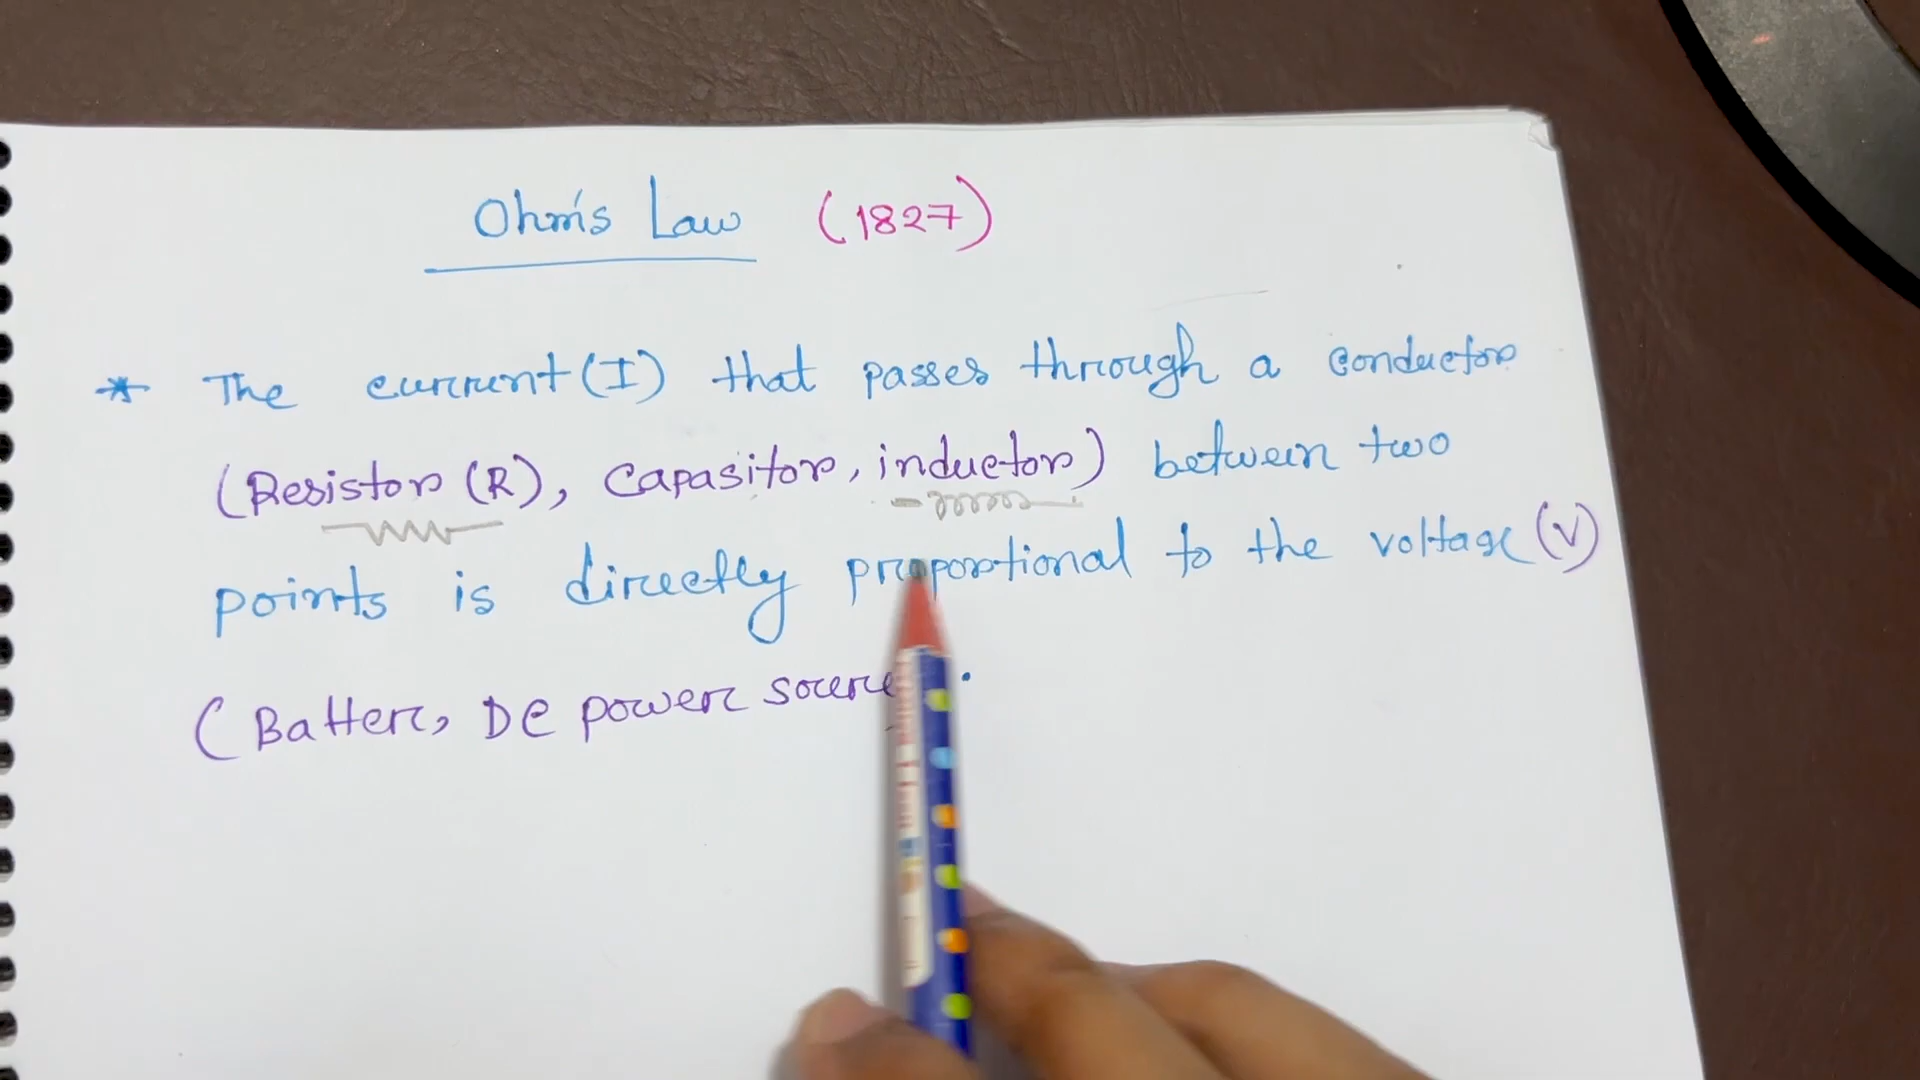 Ohm's Law (1827)
* The current (I) that passes through a conductor
(Resistor (R), Capasitor, inductor) between two
points is directly proportional to the voltage (V)
(Batter, DC power